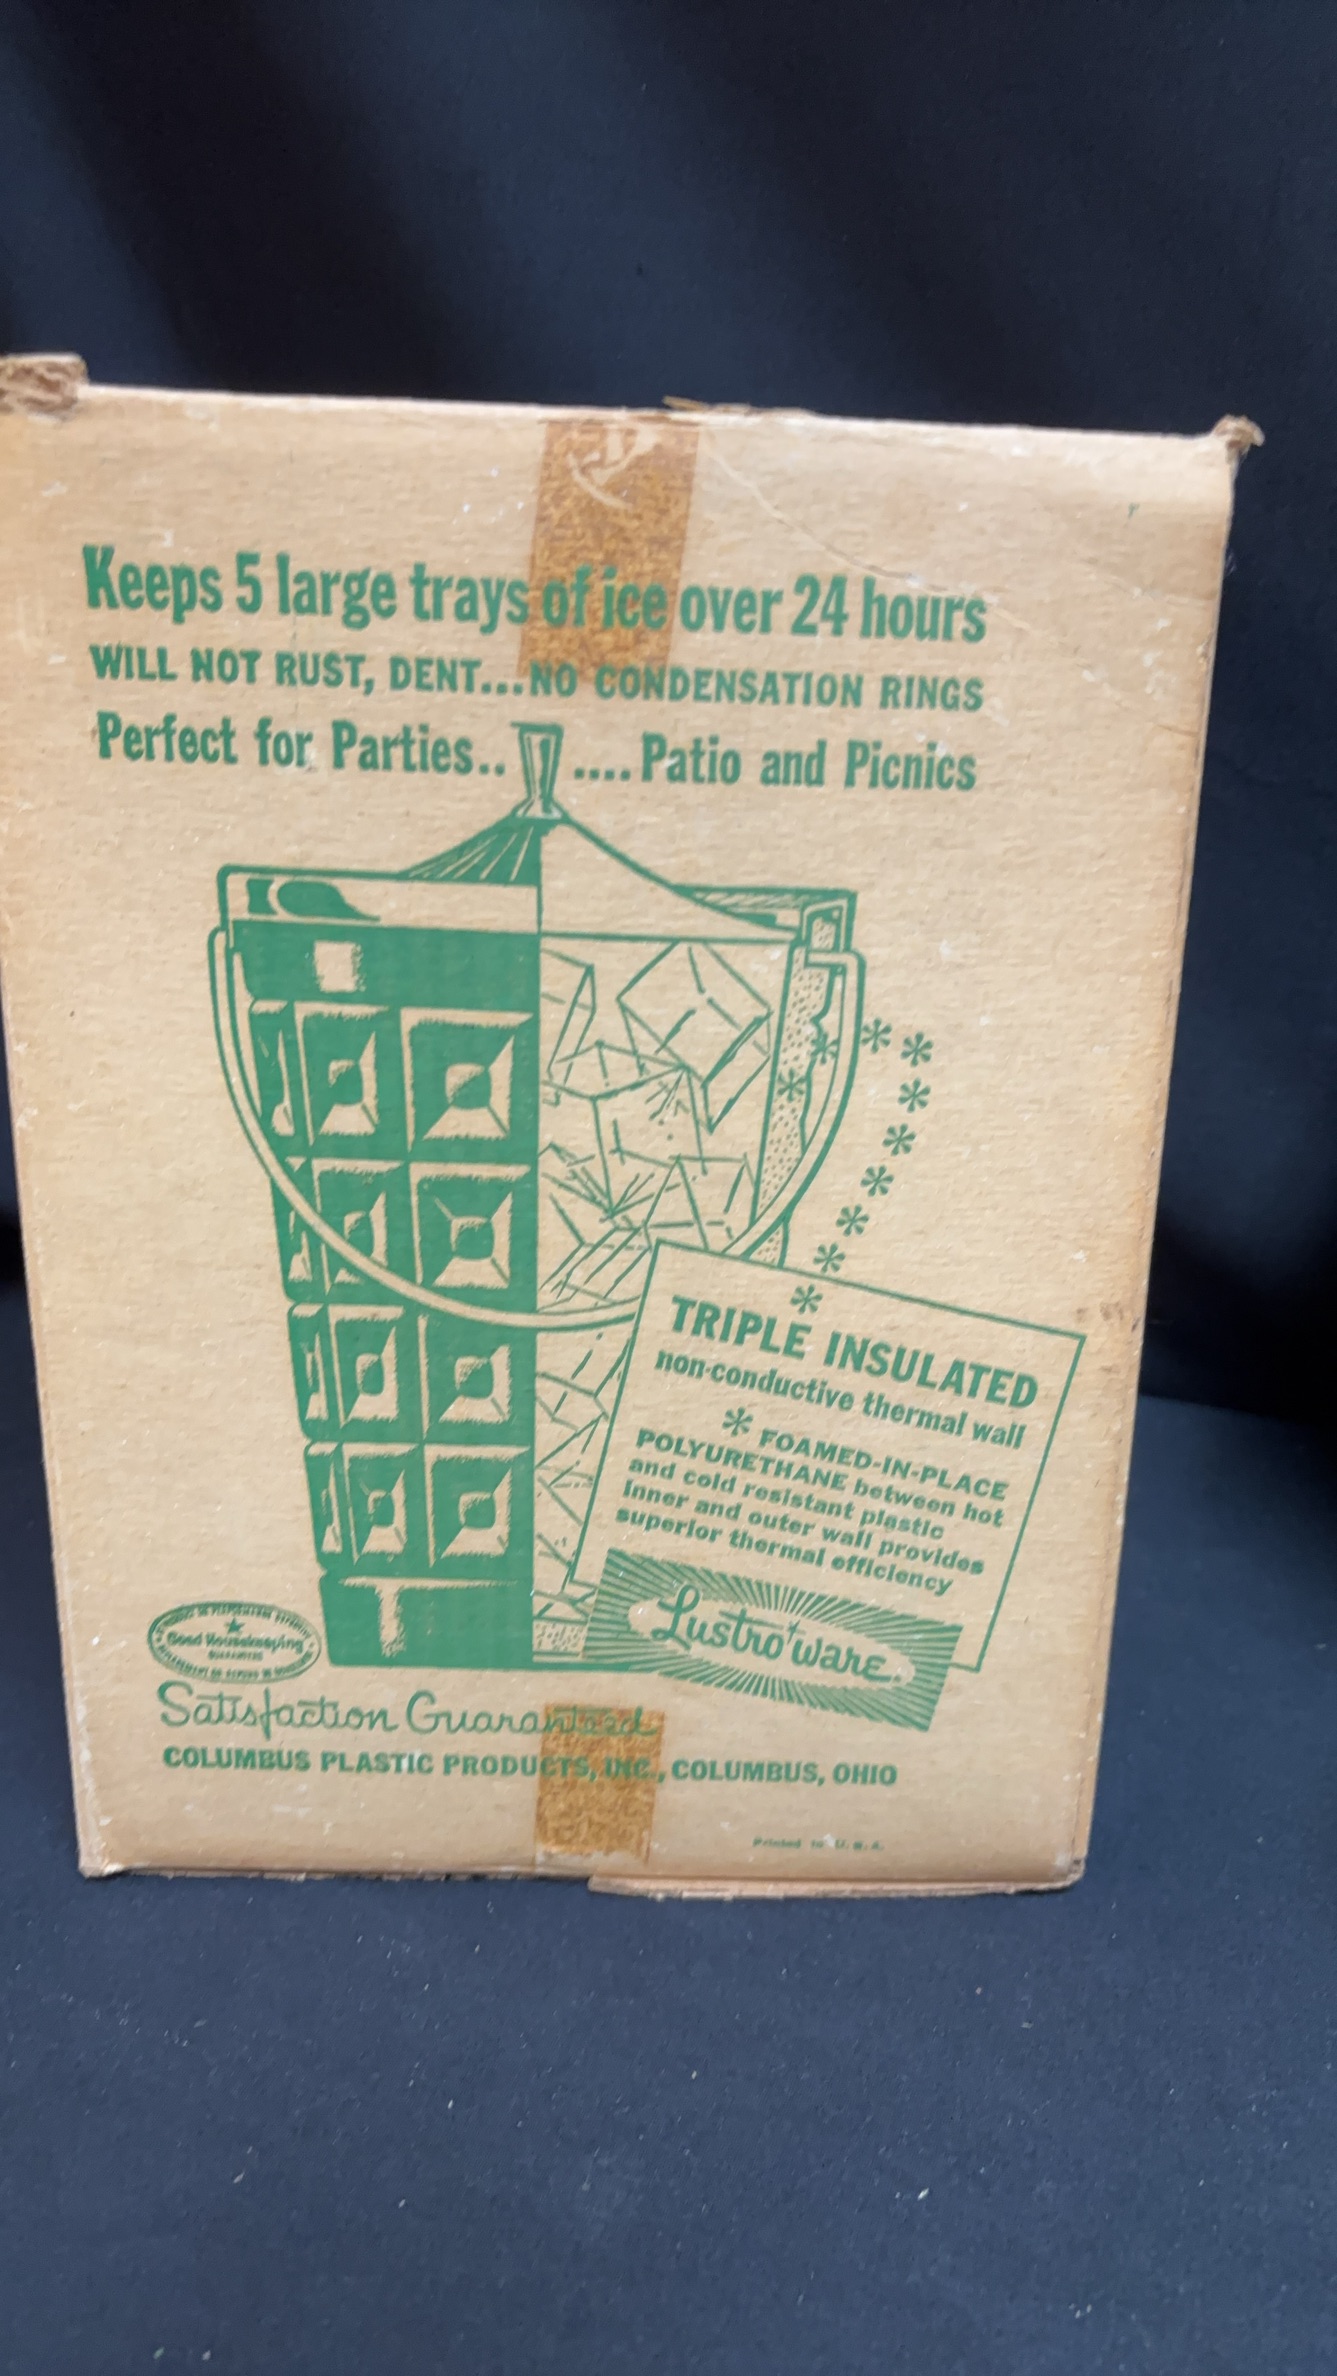 Keeps 5 large trays of ice over 24 hours
WILL NOT RUST, DENT...NO CONDENSATION RINGS
Perfect for Parties.. ....Patio and Picnics
TRIPLE INSULATED
non-conductive thermal wall
* FOAMED-IN-PLACE
POLYURETHANE between hot
and cold resistant plastic
inner and outer wall provides
superior thermal efficiency
Lustro'ware
Good Housekeeping
GUARANTEES
Satisfaction Guaranteed
COLUMBUS PLASTIC PRODUCTS, INC., COLUMBUS, OHIO
Printed in U.S.A.